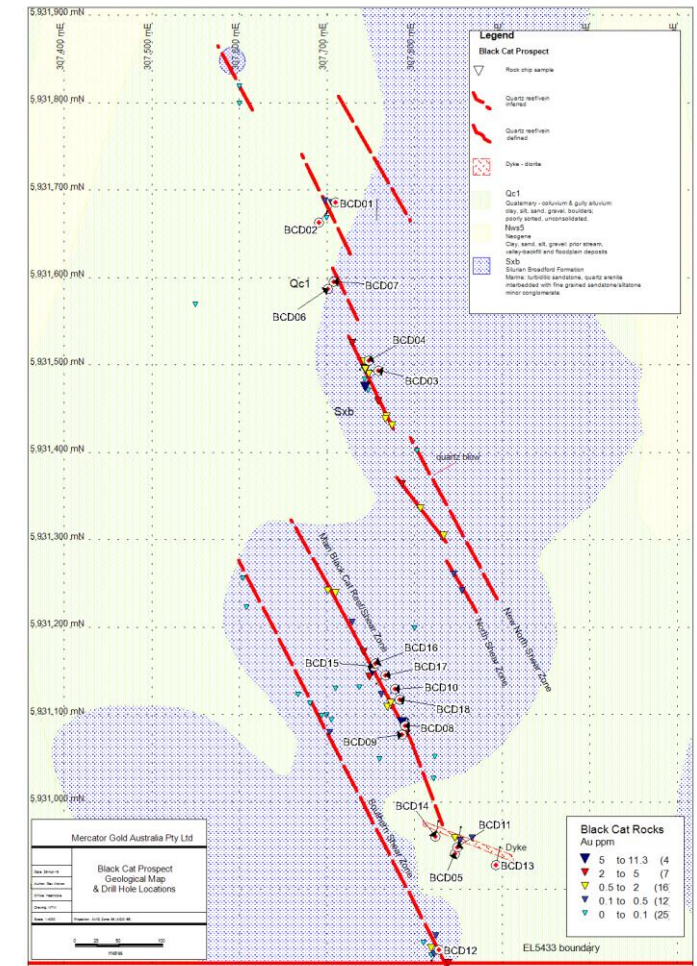 5,931,900 mN
307,400 mE
307,500 mE
307,600 mE
307,700 mE
307,800 mE
Legend
Black Cat Prospect
Rock chip sample
Quartz reef/vein
inferred
Quartz reef/vein
defined
Dyke - diorite
Qc1
Quaternary - coluvium & gully aluvium:
clay, silt, sand, gravel, boulders;
poorly sorted, unconsolidated.
Nws5
Neogene
Clay, sand, silt, gravel; prior stream,
valley-backfill and floodplain deposits
Sxb
Silurian Broadford Formation
Marine: turbiditic sandstone, quartz arenite
interbedded with fine grained sandstone/siltstone
minor conglomerate
5,931,800 mN
5,931,700 mN
BCD01
BCD02
5,931,600 mN
Qc1
BCD07
BCD06
5,931,500 mN
BCD04
BCD03
Sxb
5,931,400 mN
quartz blow
5,931,300 mN
Main Black Cat Reef/Shear Zone
5,931,200 mN
North Shear Zone
New North Shear Zone
BCD16
BCD15
BCD17
BCD10
5,931,100 mN
BCD18
BCD08
BCD09
5,931,000 mN
Southern Shear Zone
BCD14
BCD11
Dyke
BCD13
BCD05
BCD12
EL5433 boundary
Mercator Gold Australia Pty Ltd
Black Cat Prospect
Geological Map
& Drill Hole Locations
0 25 50 100
metres
Black Cat Rocks
Au ppm
5 to 11.3 (4
2 to 5 (7
0.5 to 2 (16
0.1 to 0.5 (12
0 to 0.1 (25